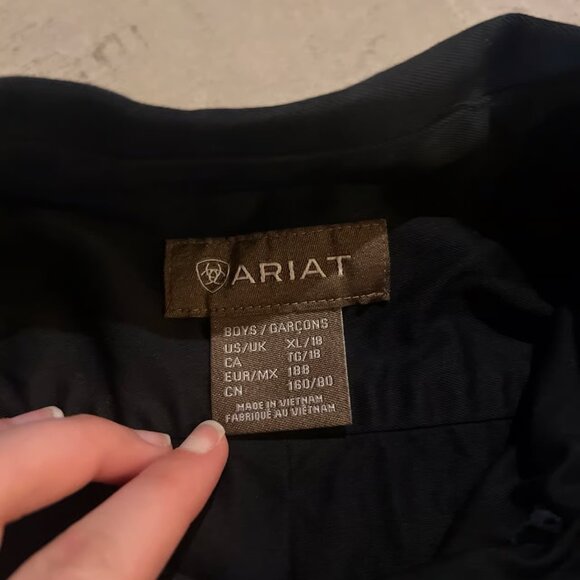 ARIAT
BOYS / GARÇONS
US/UK XL/18
CA TG/18
EUR/MX 188
CN 160/80
MADE IN VIETNAM
FABRIQUÉ AU VIETNAM